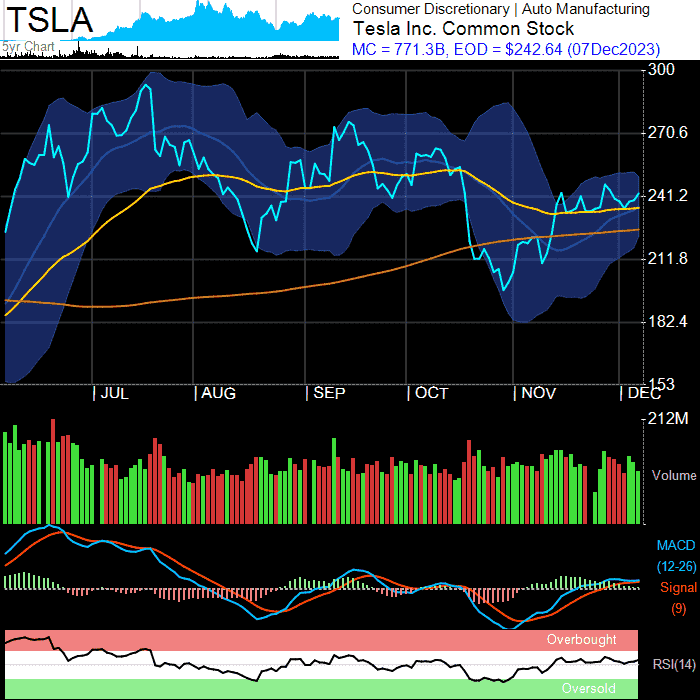 TSLA
5yr Chart
Consumer Discretionary | Auto Manufacturing
Tesla Inc. Common Stock
MC = 771.3B, EOD = $242.64 (07Dec2023)
300
270.6
241.2
211.8
182.4
153
| JUL | AUG | SEP | OCT | NOV | DEC
212M
Volume
MACD
(12-26)
Signal
(9)
Overbought
RSI(14)
Oversold